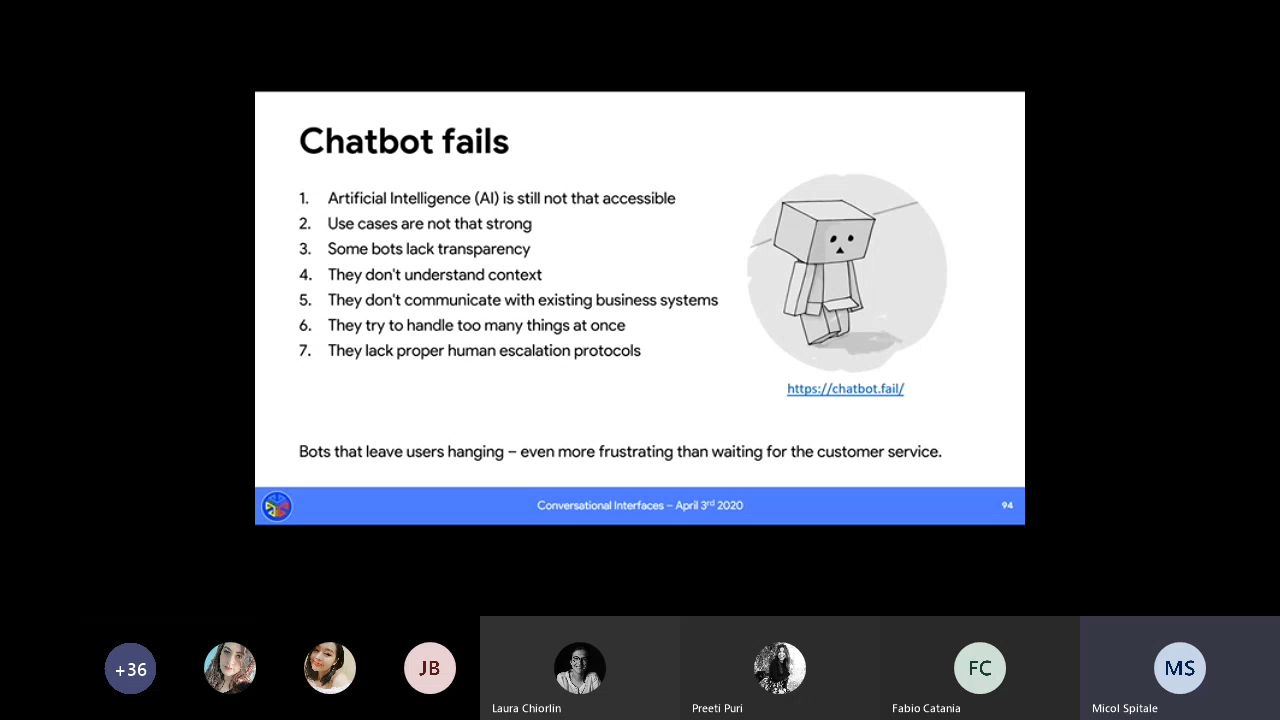 Chatbot fails
1. Artificial Intelligence (AI) is still not that accessible
2. Use cases are not that strong
3. Some bots lack transparency
4. They don't understand context
5. They don't communicate with existing business systems
6. They try to handle too many things at once
7. They lack proper human escalation protocols
https://chatbot.fail/
Bots that leave users hanging – even more frustrating than waiting for the customer service.
Conversational Interfaces – April 3rd 2020
94
+36
JB
FC
MS
Laura Chiorlin
Preeti Puri
Fabio Catania
Micol Spitale